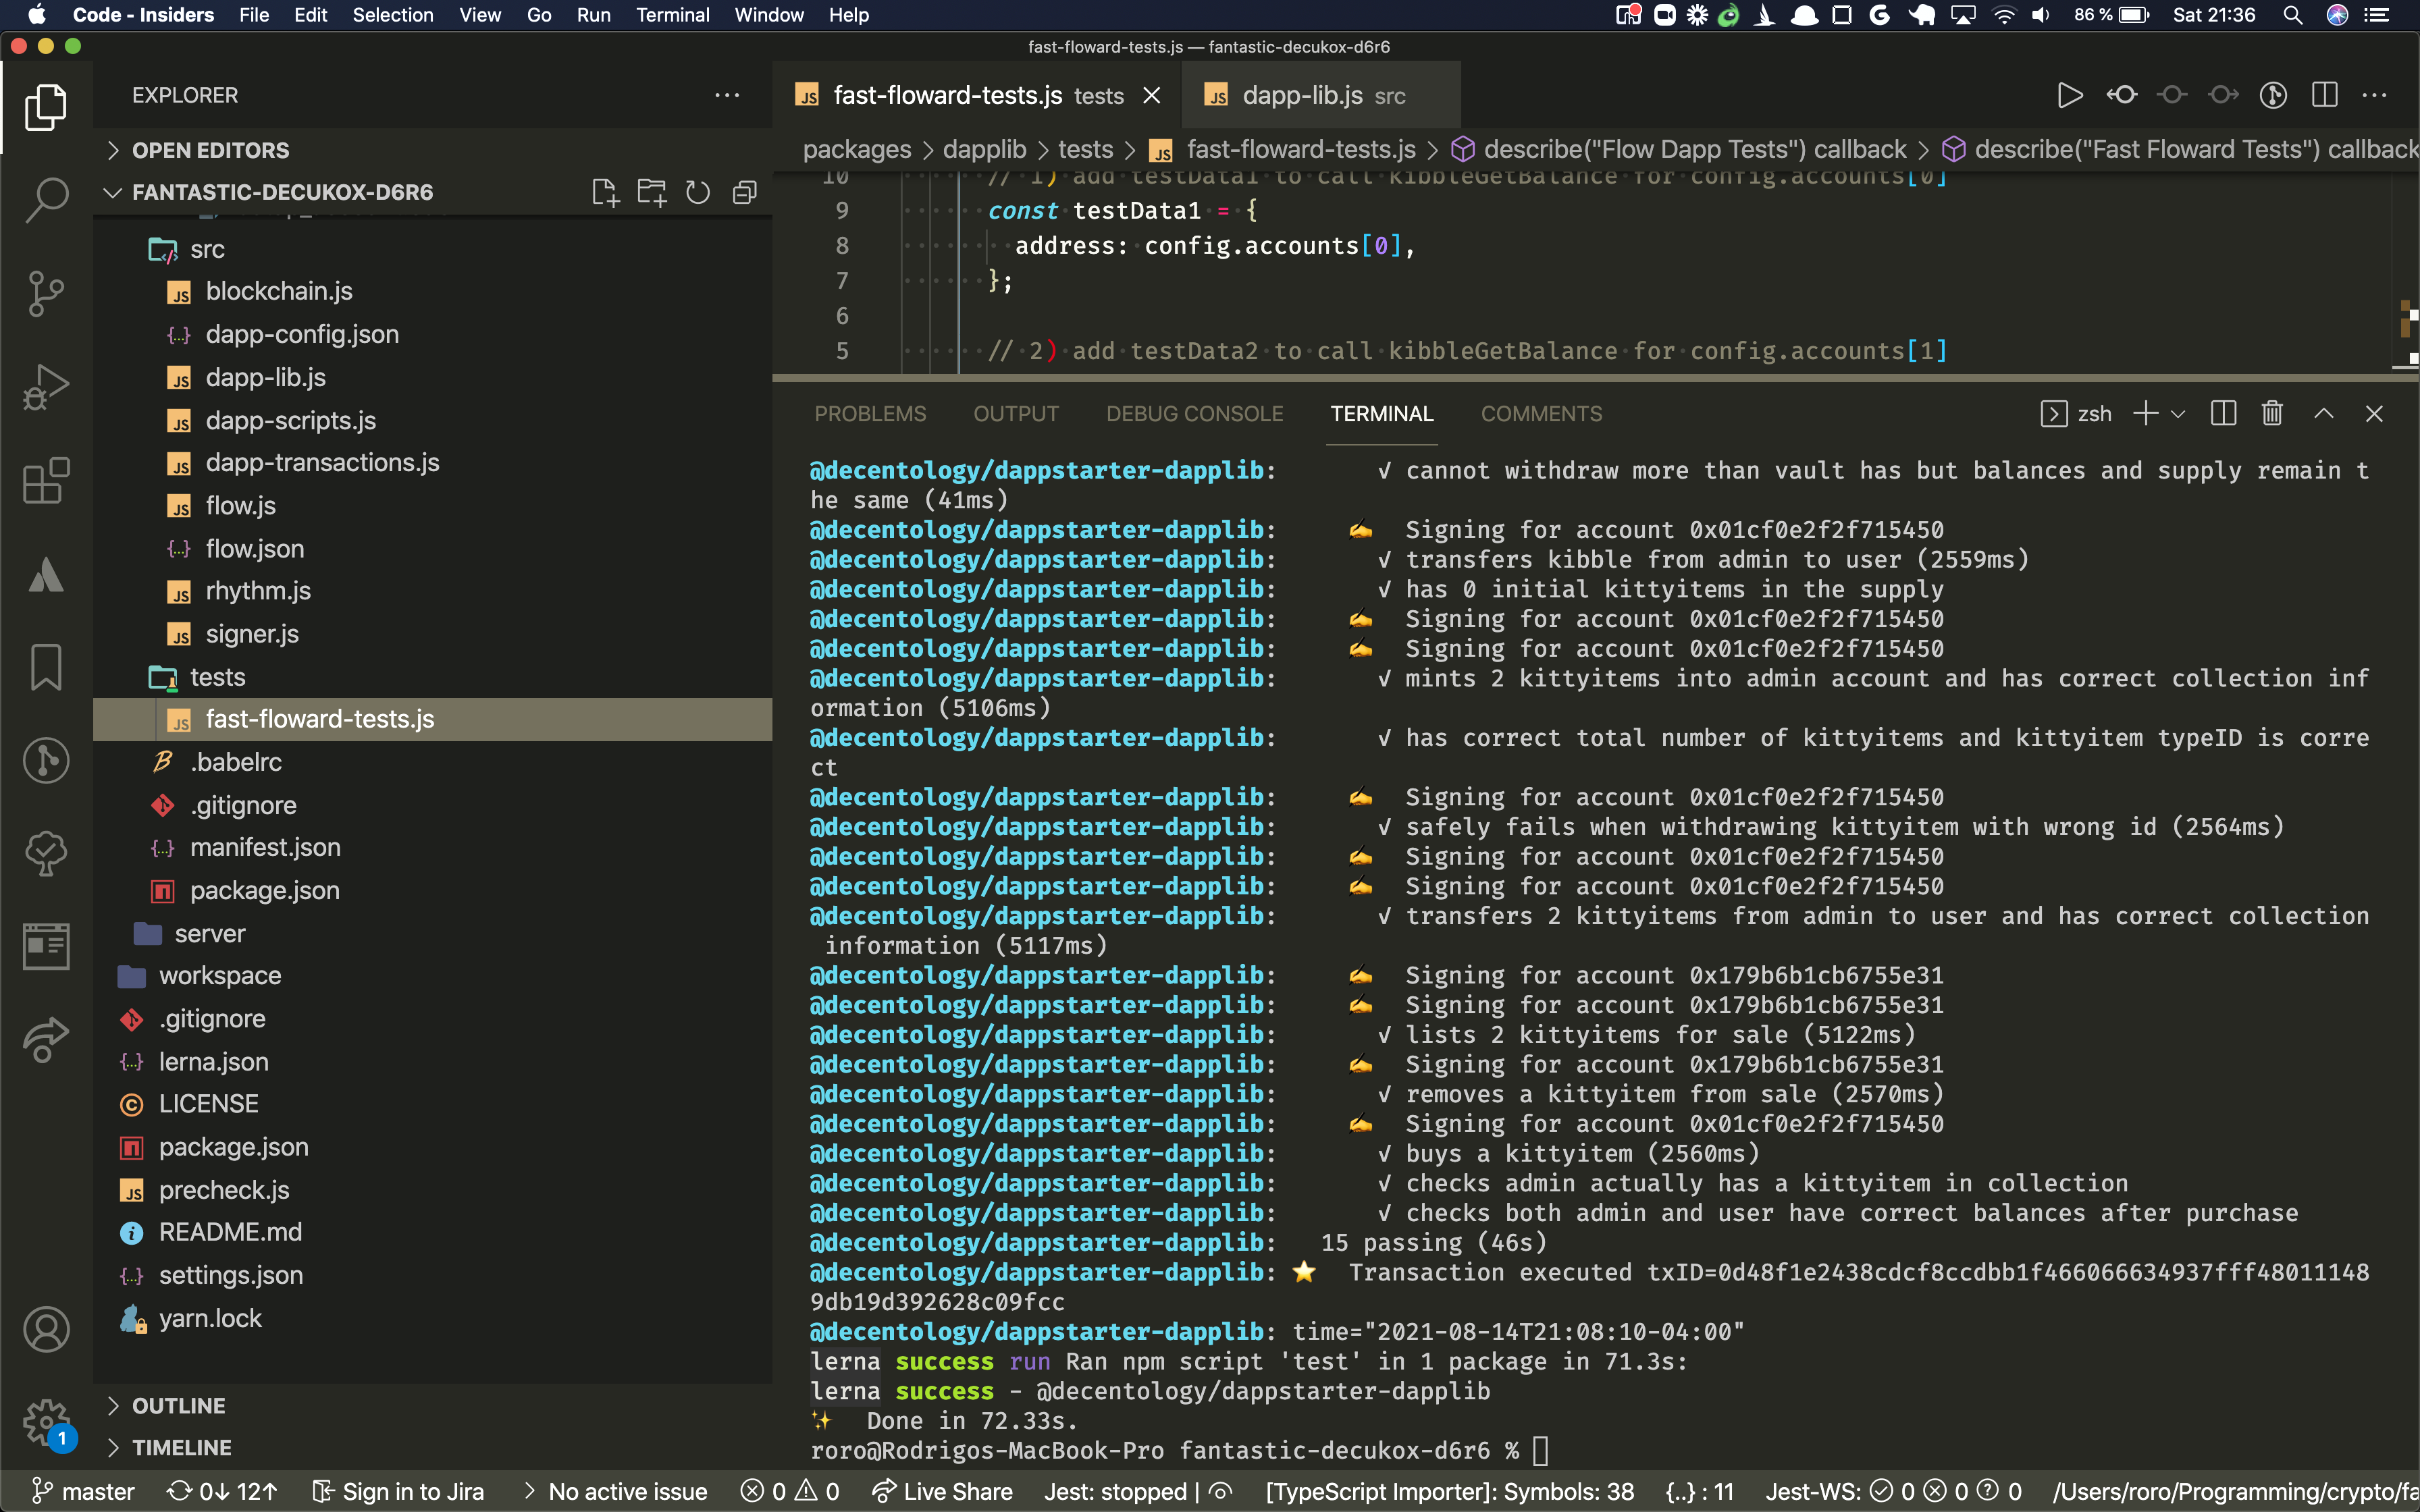 Code - Insiders File Edit Selection View Go Run Terminal Window Help 86 % Sat 21:36
fast-floward-tests.js — fantastic-decukox-d6r6
EXPLORER
OPEN EDITORS
FANTASTIC-DECUKOX-D6R6
src
blockchain.js
dapp-config.json
dapp-lib.js
dapp-scripts.js
dapp-transactions.js
flow.js
flow.json
rhythm.js
signer.js
tests
fast-floward-tests.js
.babelrc
.gitignore
manifest.json
package.json
server
workspace
.gitignore
lerna.json
LICENSE
package.json
precheck.js
README.md
settings.json
yarn.lock
OUTLINE
TIMELINE
1
fast-floward-tests.js tests
dapp-lib.js src
packages > dapplib > tests > fast-floward-tests.js > describe("Flow Dapp Tests") callback > describe("Fast Floward Tests") callback
10 // 1) add testData1 to call kibbleGetBalance for config.accounts[0]
9 const testData1 = {
8 address: config.accounts[0],
7 };
6
5 // 2) add testData2 to call kibbleGetBalance for config.accounts[1]
PROBLEMS OUTPUT DEBUG CONSOLE TERMINAL COMMENTS zsh
@decentology/dappstarter-dapplib: √ cannot withdraw more than vault has but balances and supply remain t
he same (41ms)
@decentology/dappstarter-dapplib: ✍️ Signing for account 0x01cf0e2f2f715450
@decentology/dappstarter-dapplib: √ transfers kibble from admin to user (2559ms)
@decentology/dappstarter-dapplib: √ has 0 initial kittyitems in the supply
@decentology/dappstarter-dapplib: ✍️ Signing for account 0x01cf0e2f2f715450
@decentology/dappstarter-dapplib: ✍️ Signing for account 0x01cf0e2f2f715450
@decentology/dappstarter-dapplib: √ mints 2 kittyitems into admin account and has correct collection inf
ormation (5106ms)
@decentology/dappstarter-dapplib: √ has correct total number of kittyitems and kittyitem typeID is corre
ct
@decentology/dappstarter-dapplib: ✍️ Signing for account 0x01cf0e2f2f715450
@decentology/dappstarter-dapplib: √ safely fails when withdrawing kittyitem with wrong id (2564ms)
@decentology/dappstarter-dapplib: ✍️ Signing for account 0x01cf0e2f2f715450
@decentology/dappstarter-dapplib: ✍️ Signing for account 0x01cf0e2f2f715450
@decentology/dappstarter-dapplib: √ transfers 2 kittyitems from admin to user and has correct collection
information (5117ms)
@decentology/dappstarter-dapplib: ✍️ Signing for account 0x179b6b1cb6755e31
@decentology/dappstarter-dapplib: ✍️ Signing for account 0x179b6b1cb6755e31
@decentology/dappstarter-dapplib: √ lists 2 kittyitems for sale (5122ms)
@decentology/dappstarter-dapplib: ✍️ Signing for account 0x179b6b1cb6755e31
@decentology/dappstarter-dapplib: √ removes a kittyitem from sale (2570ms)
@decentology/dappstarter-dapplib: ✍️ Signing for account 0x01cf0e2f2f715450
@decentology/dappstarter-dapplib: √ buys a kittyitem (2560ms)
@decentology/dappstarter-dapplib: √ checks admin actually has a kittyitem in collection
@decentology/dappstarter-dapplib: √ checks both admin and user have correct balances after purchase
@decentology/dappstarter-dapplib: 15 passing (46s)
@decentology/dappstarter-dapplib: ⭐ Transaction executed txID=0d48f1e2438cdcf8ccdbb1f466066634937fff48011148
9db19d392628c09fcc
@decentology/dappstarter-dapplib: time="2021-08-14T21:08:10-04:00"
lerna success run Ran npm script 'test' in 1 package in 71.3s:
lerna success - @decentology/dappstarter-dapplib
✨ Done in 72.33s.
roro@Rodrigos-MacBook-Pro fantastic-decukox-d6r6 %
master 0↓ 12↑ Sign in to Jira > No active issue 0 0 Live Share Jest: stopped | [TypeScript Importer]: Symbols: 38 {..} : 11 Jest-WS: 0 0 0 /Users/roro/Programming/crypto/fa